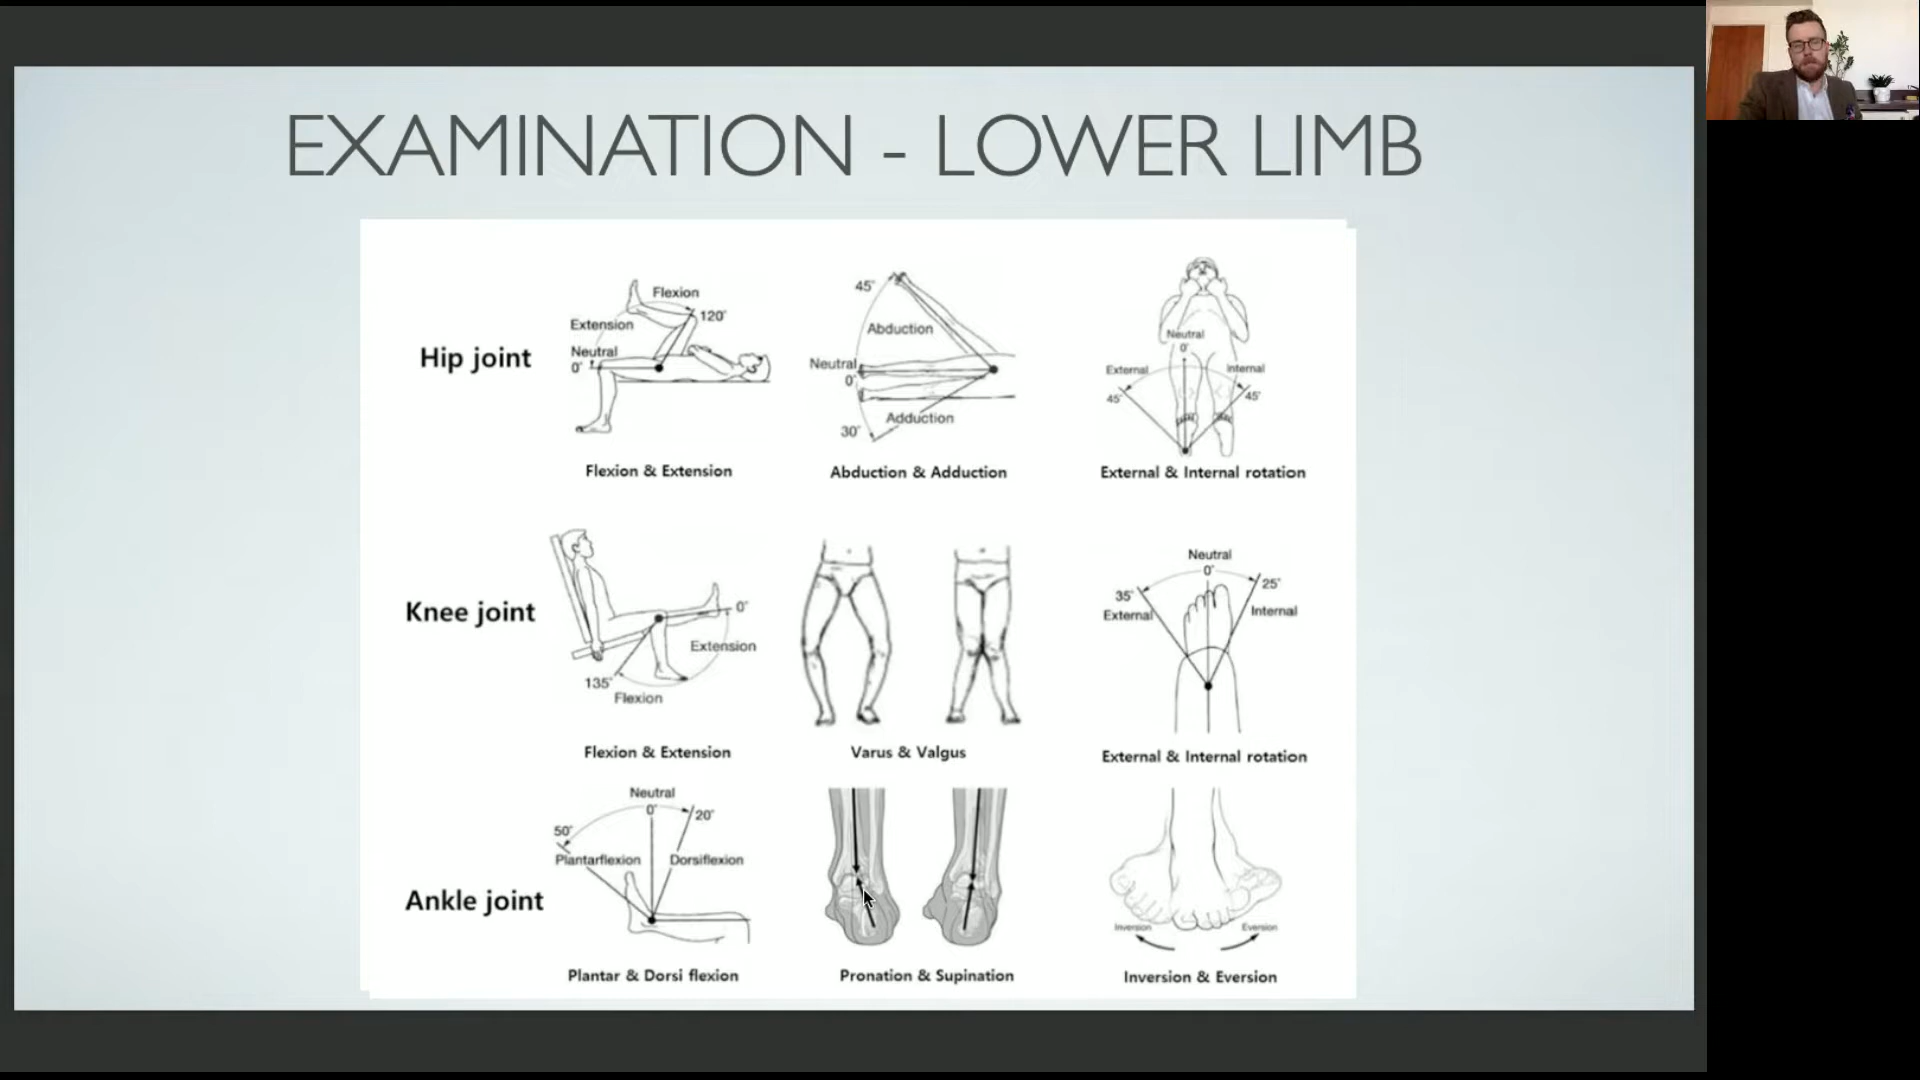 EXAMINATION - LOWER LIMB
Hip joint
Flexion
120°
Extension
Neutral
0°
Flexion & Extension
45°
Abduction
Neutral
0°
Adduction
30°
Abduction & Adduction
Neutral
0°
External
Internal
45°
45°
External & Internal rotation
Knee joint
0°
Extension
135°
Flexion
Flexion & Extension
Varus & Valgus
Neutral
0°
35°
25°
External
Internal
External & Internal rotation
Ankle joint
Neutral
0°
20°
50°
Plantarflexion
Dorsiflexion
Plantar & Dorsi flexion
Pronation & Supination
Inversion
Eversion
Inversion & Eversion